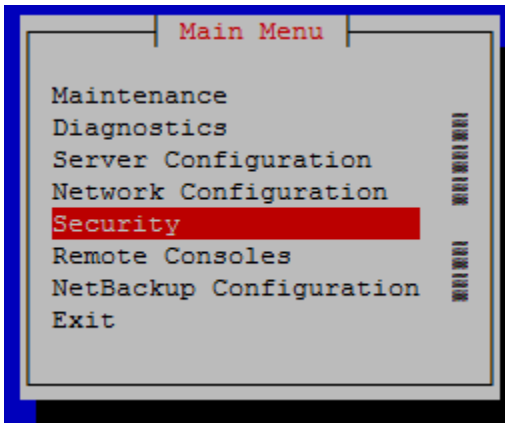 Main Menu
Maintenance
Diagnostics
Server Configuration
Network Configuration
Security
Remote Consoles
NetBackup Configuration
Exit